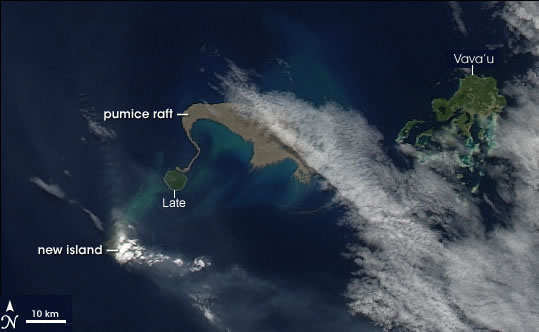 Vava'u
pumice raft
Late
new island
N
10 km